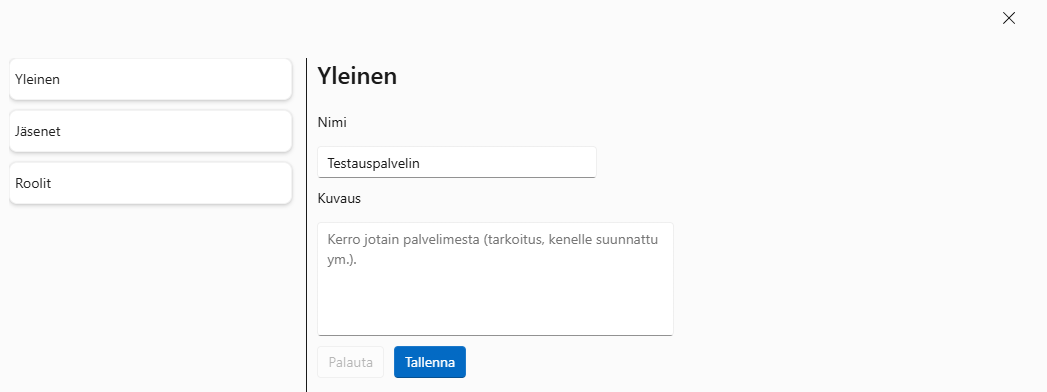 Yleinen
Jäsenet
Roolit
Yleinen
Nimi
Testauspalvelin
Kuvaus
Kerro jotain palvelimesta (tarkoitus, kenelle suunnattu
ym.).
Palauta
Tallenna